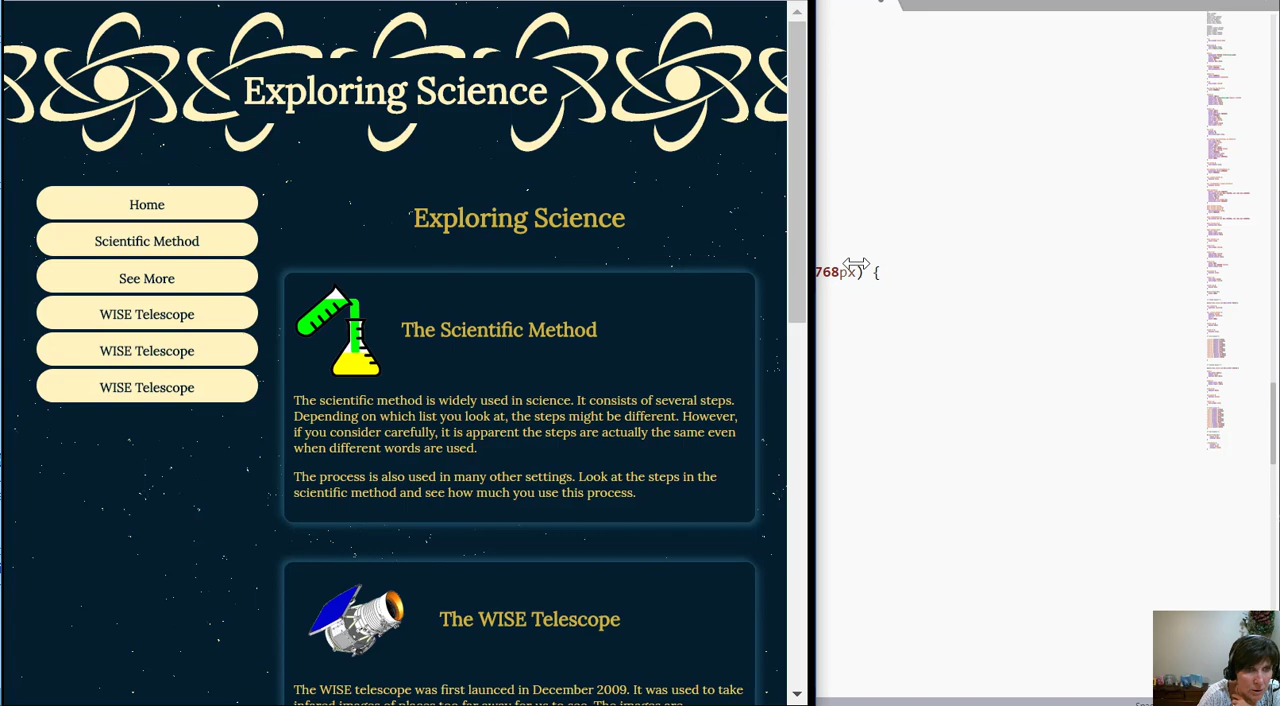 Exploring Science
Home
Scientific Method
See More
WISE Telescope
WISE Telescope
WISE Telescope
Exploring Science
The Scientific Method
The scientific method is widely used in science. It consists of several steps.
Depending on which list you look at the steps might be different. However,
if you consider carefully, it is apparent the steps are actually the same even
when different words are used.
The process is also used in many other settings. Look at the steps in the
scientific method and see how much you use this process.
The WISE Telescope
The WISE telescope was first launced in December 2009. It was used to take
768px) {